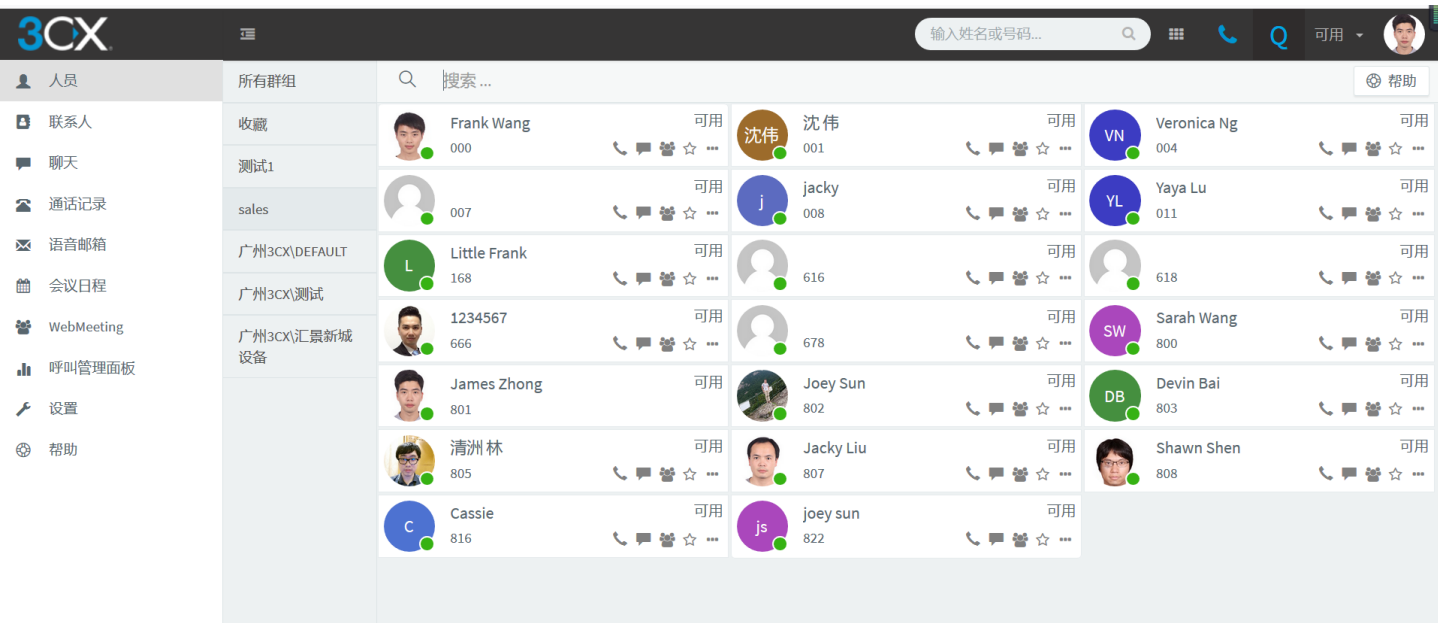 3CX.
输入姓名或号码...
Q
可用
人员
联系人
聊天
通话记录
语音邮箱
会议日程
WebMeeting
呼叫管理面板
设置
帮助
所有群组
收藏
测试1
sales
广州3CX\DEFAULT
广州3CX\测试
广州3CX\汇景新城
设备
搜索 ...
帮助
Frank Wang
可用
000
沈伟
沈 伟
可用
001
VN
Veronica Ng
可用
004
可用
007
j
jacky
可用
008
YL
Yaya Lu
可用
011
L
Little Frank
可用
168
可用
616
可用
618
1234567
可用
666
可用
678
SW
Sarah Wang
可用
800
James Zhong
可用
801
Joey Sun
可用
802
DB
Devin Bai
可用
803
清洲 林
可用
805
Jacky Liu
可用
807
Shawn Shen
可用
808
C
Cassie
可用
816
js
joey sun
可用
822